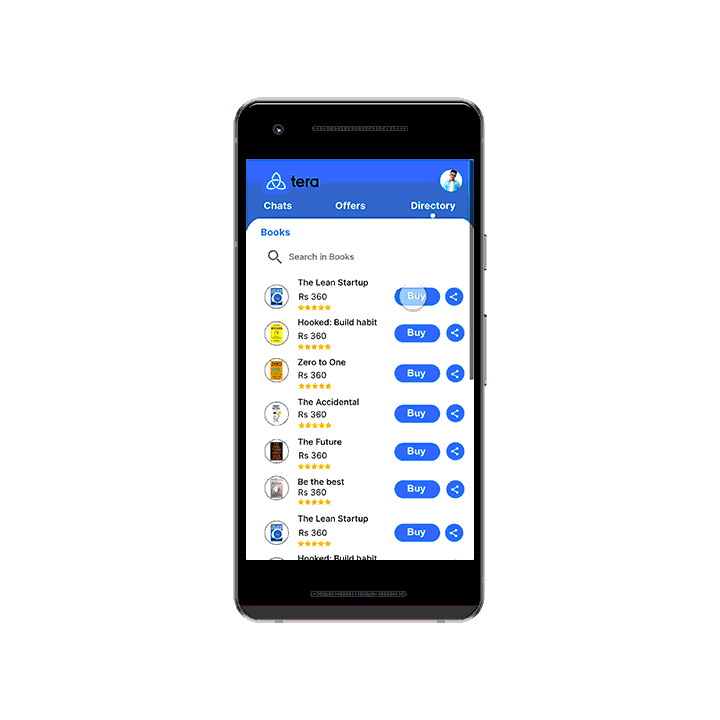 tera
Chats Offers Directory
Books
Search in Books
The Lean Startup
Rs 360
Buy
Hooked: Build habit
Rs 360
Buy
Zero to One
Rs 360
Buy
The Accidental
Rs 360
Buy
The Future
Rs 360
Buy
Be the best
Rs 360
Buy
The Lean Startup
Rs 360
Buy
Hooked: Build habit